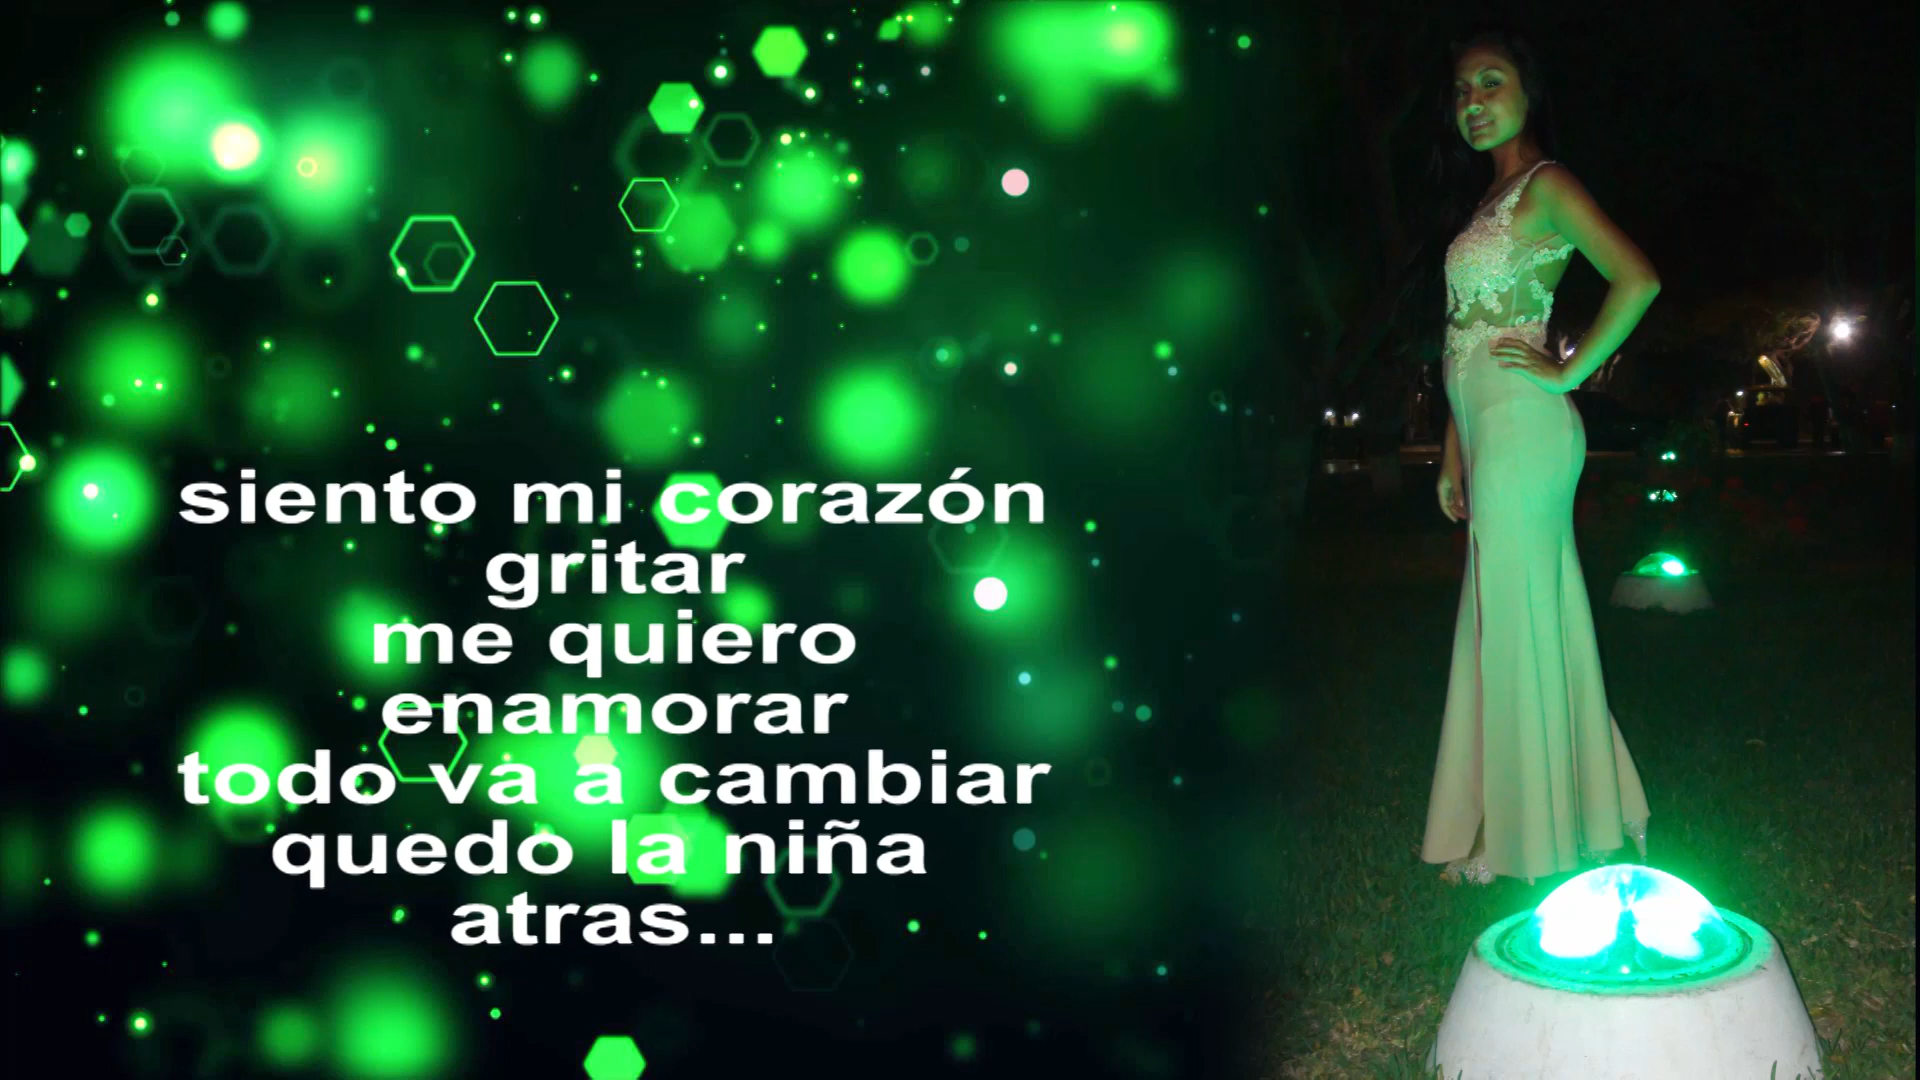 siento mi corazón
gritar
me quiero
enamorar
todo va a cambiar
quedo la niña
atras...